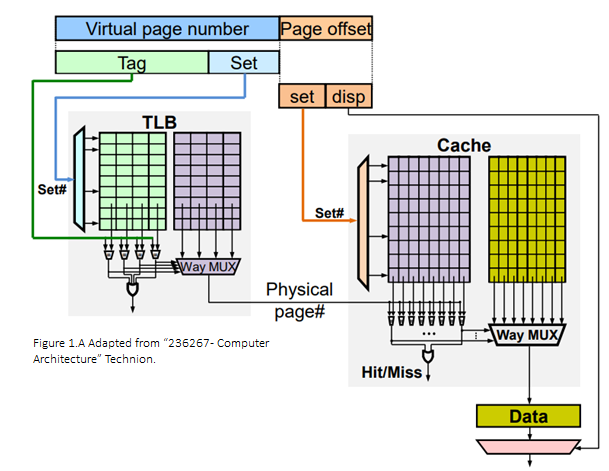 Virtual page number Page offset
Tag Set
set disp
TLB
Cache
Set#
Set#
Way MUX
Physical
page#
Way MUX
Figure 1.A Adapted from “236267- Computer
Architecture” Technion.
Hit/Miss
Data